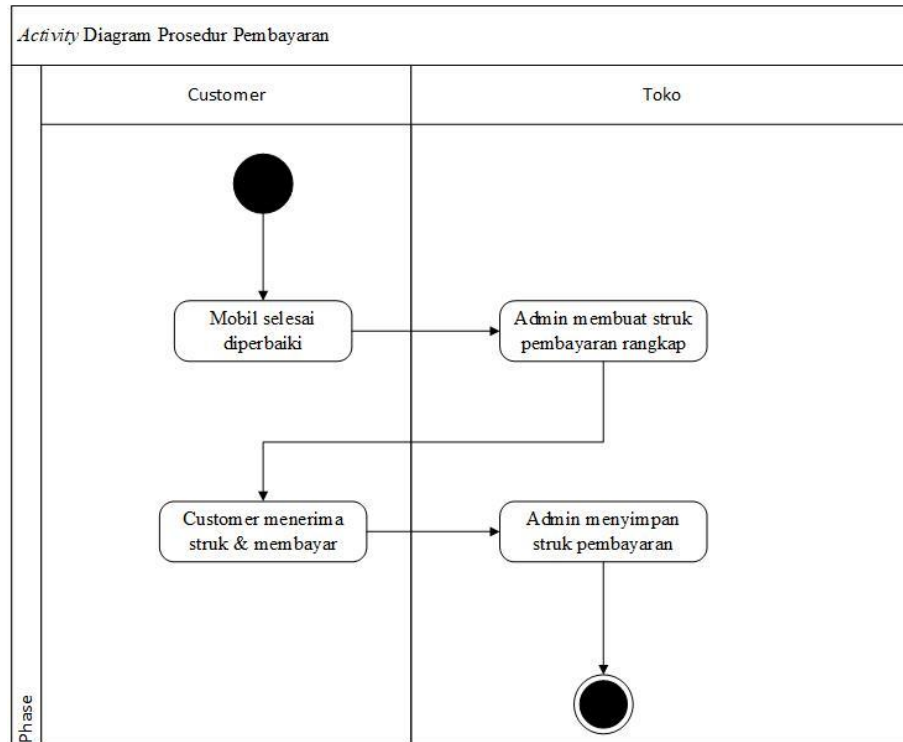 Activity Diagram Prosedur Pembayaran
Customer
Toko
Mobil selesai
diperbaiki
Admin membuat struk
pembayaran rangkap
Customer menerima
struk & membayar
Admin menyimpan
struk pembayaran
Phase